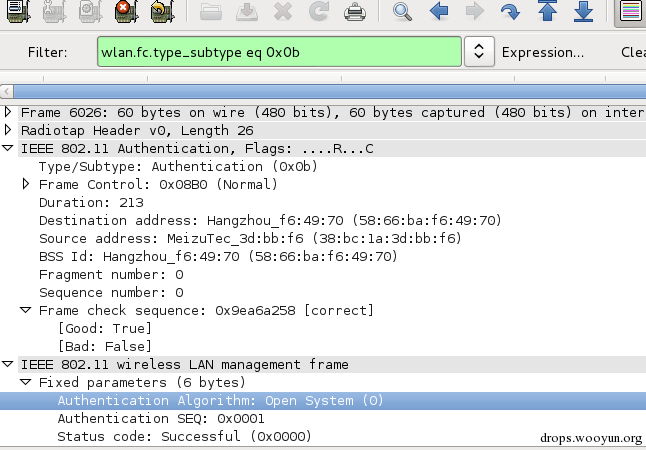 Filter:
wlan.fc.type_subtype eq 0x0b
Expression...
Clea
Frame 6026: 60 bytes on wire (480 bits), 60 bytes captured (480 bits) on inter
Radiotap Header v0, Length 26
IEEE 802.11 Authentication, Flags: ....R...C
Type/Subtype: Authentication (0x0b)
Frame Control: 0x08B0 (Normal)
Duration: 213
Destination address: Hangzhou_f6:49:70 (58:66:ba:f6:49:70)
Source address: MeizuTec_3d:bb:f6 (38:bc:1a:3d:bb:f6)
BSS Id: Hangzhou_f6:49:70 (58:66:ba:f6:49:70)
Fragment number: 0
Sequence number: 0
Frame check sequence: 0x9ea6a258 [correct]
[Good: True]
[Bad: False]
IEEE 802.11 wireless LAN management frame
Fixed parameters (6 bytes)
Authentication Algorithm: Open System (0)
Authentication SEQ: 0x0001
Status code: Successful (0x0000)
drops.wooyun.org